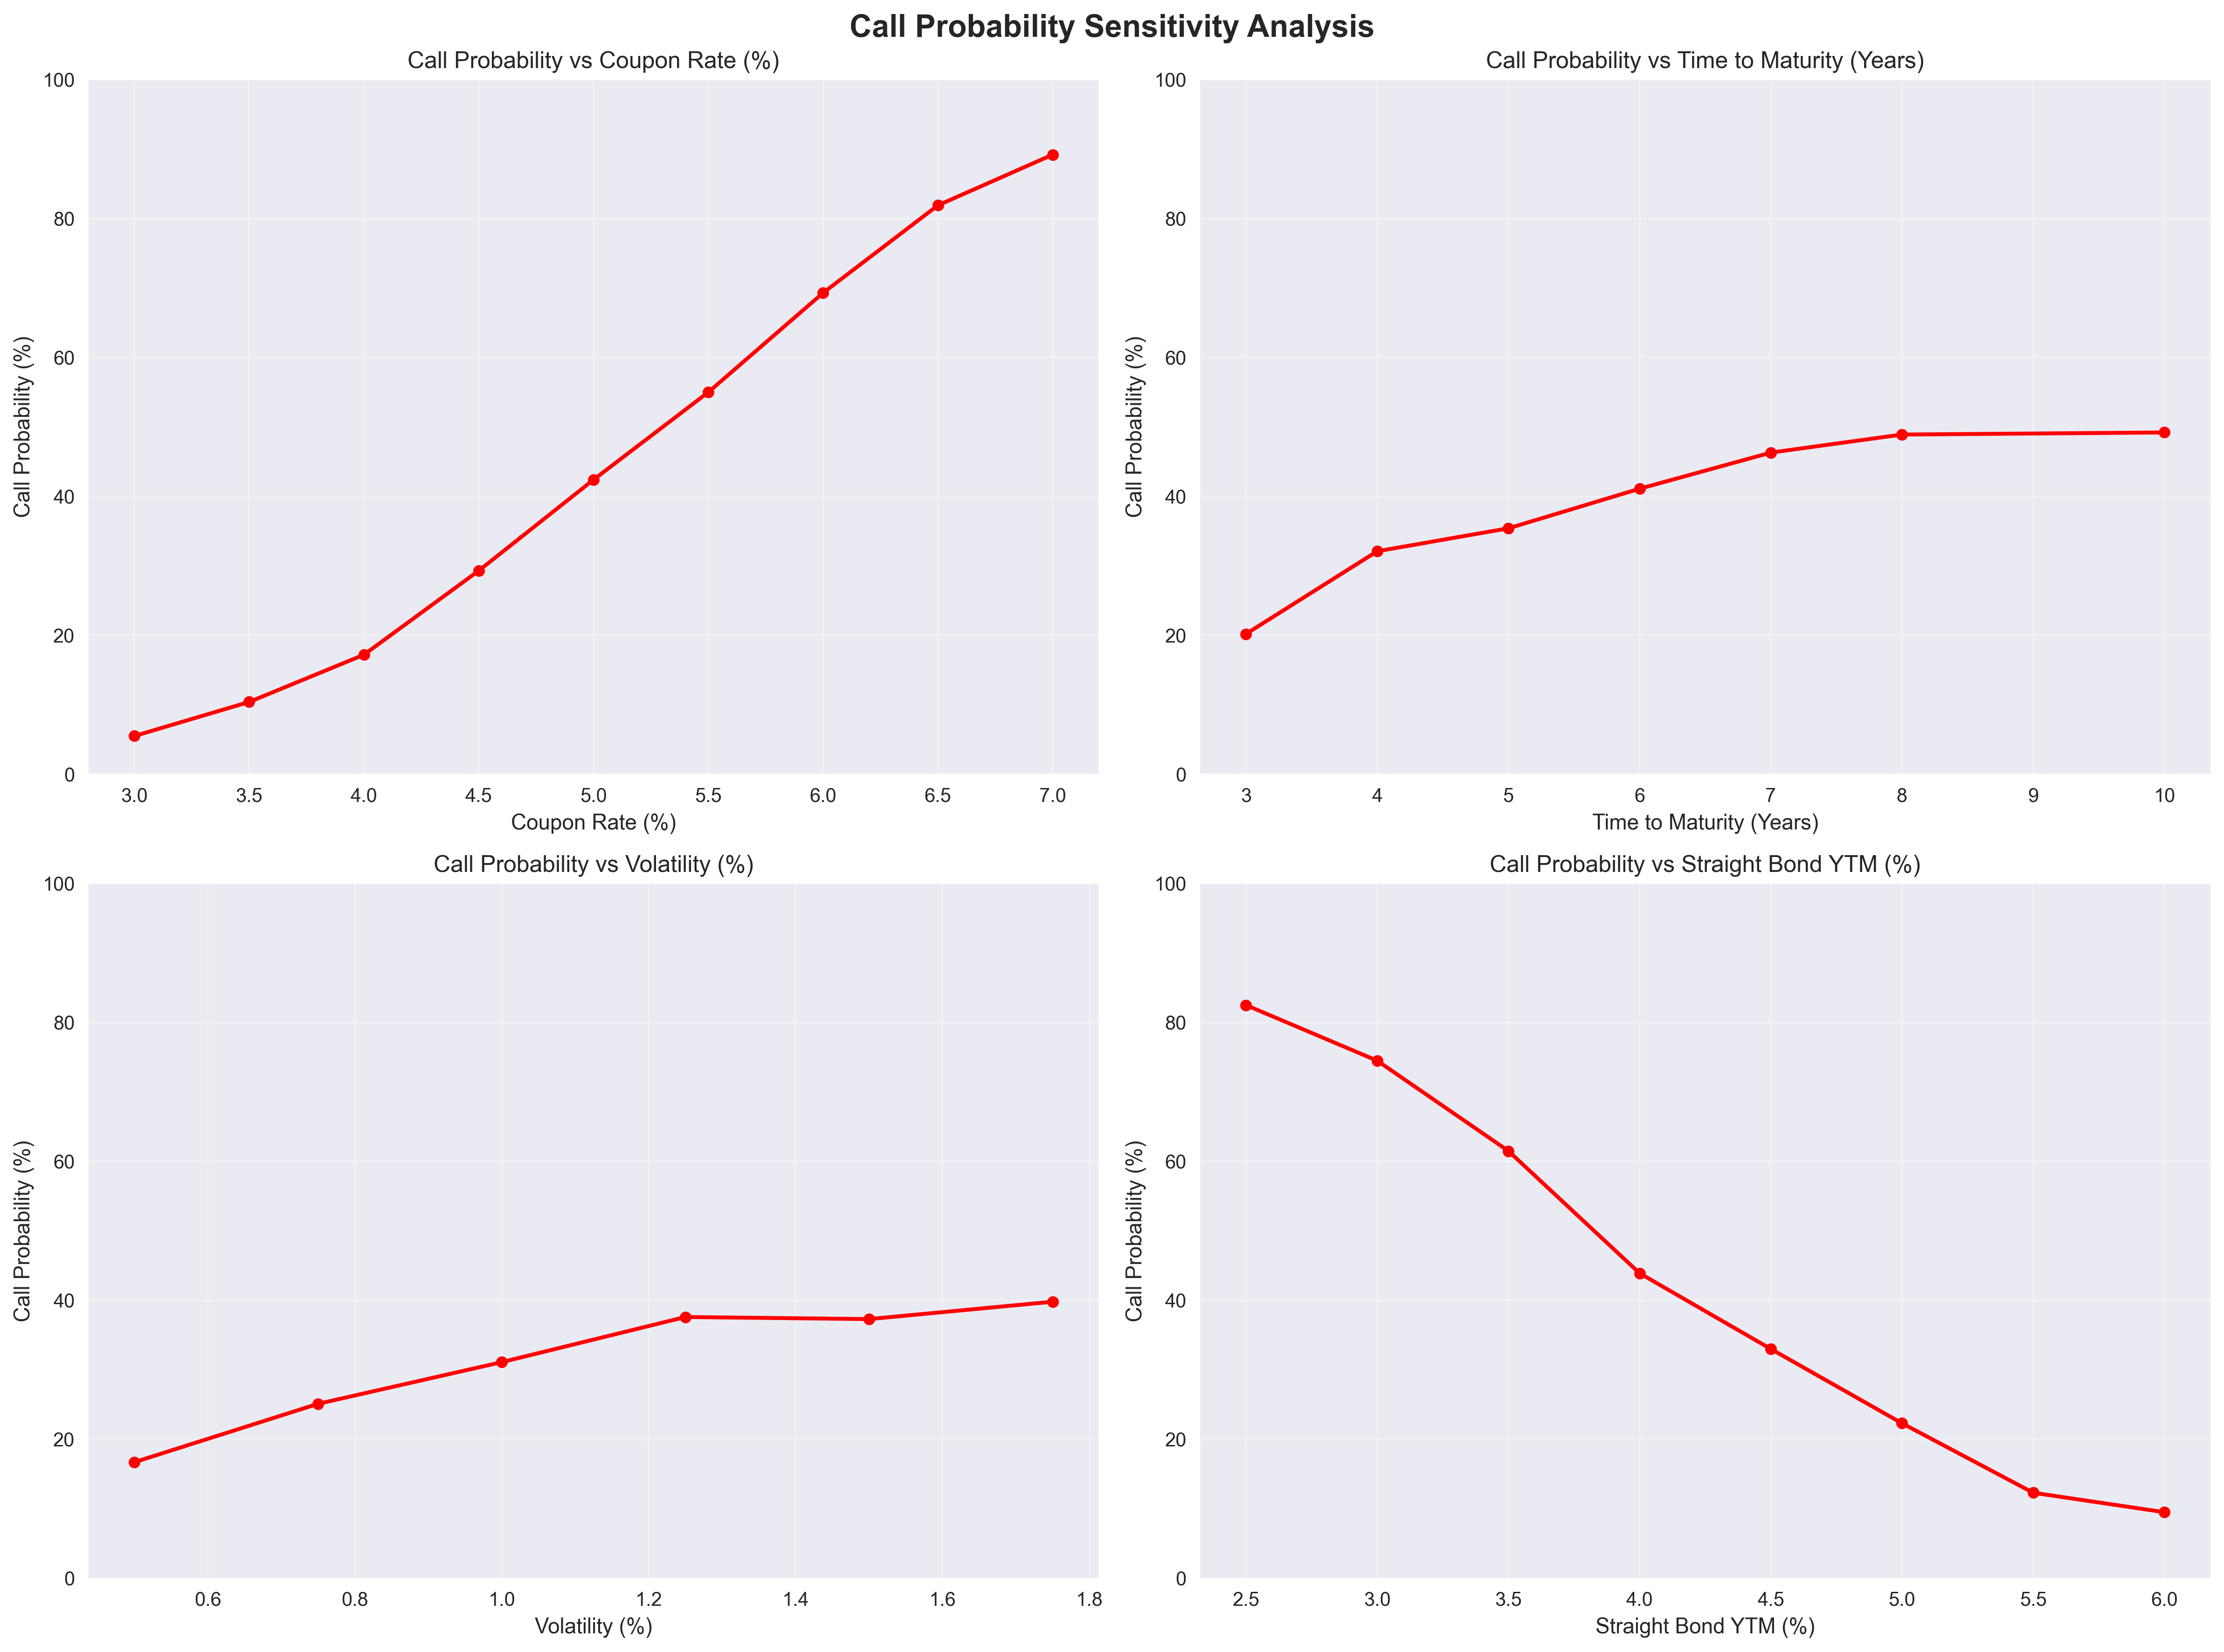 Call Probability Sensitivity Analysis
Call Probability vs Coupon Rate (%)
Call Probability (%)
100
80
60
40
20
0
3.0 3.5 4.0 4.5 5.0 5.5 6.0 6.5 7.0
Coupon Rate (%)
Call Probability vs Time to Maturity (Years)
Call Probability (%)
100
80
60
40
20
0
3 4 5 6 7 8 9 10
Time to Maturity (Years)
Call Probability vs Volatility (%)
Call Probability (%)
100
80
60
40
20
0
0.6 0.8 1.0 1.2 1.4 1.6 1.8
Volatility (%)
Call Probability vs Straight Bond YTM (%)
Call Probability (%)
100
80
60
40
20
0
2.5 3.0 3.5 4.0 4.5 5.0 5.5 6.0
Straight Bond YTM (%)